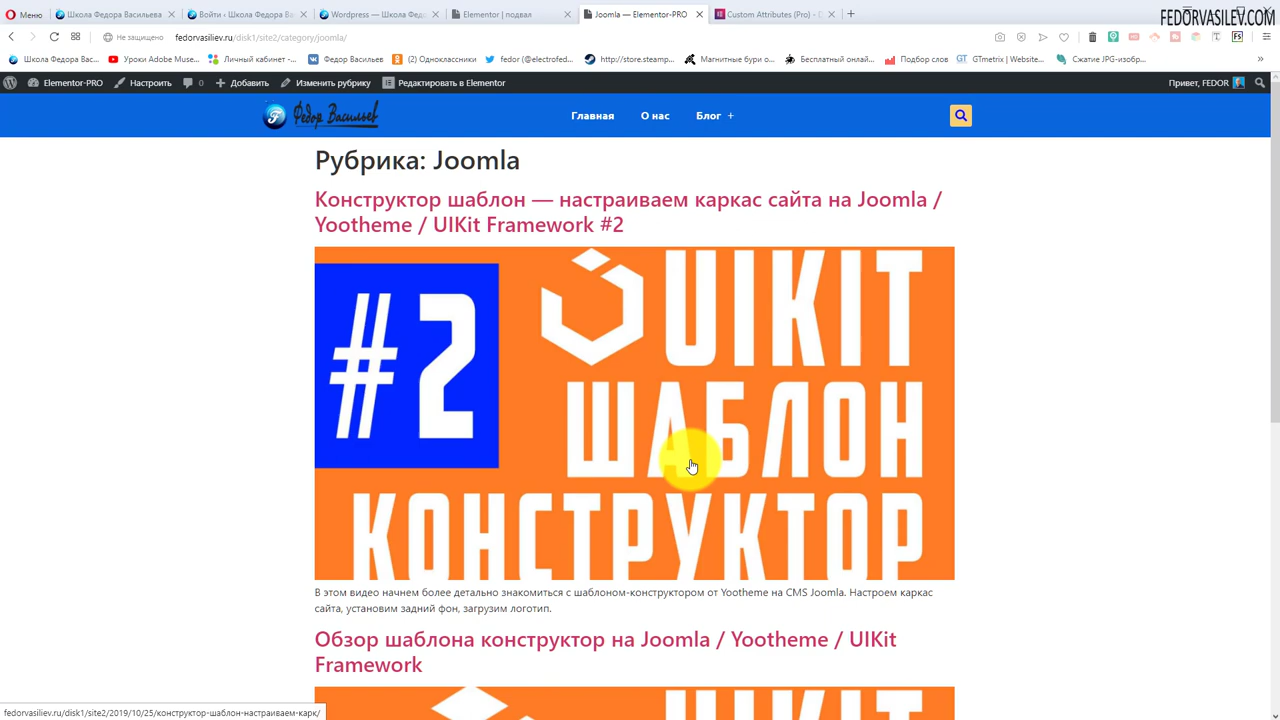 Меню
Школа Федора Васильева
Войти ‹ Школа Федора Ва
Wordpress — Школа Федо
Elementor | подвал
Joomla — Elementor-PRO
Custom Attributes (Pro) - D
FEDORVASILEV.COM
Не защищено
fedorvasiliev.ru/disk1/site2/category/joomla/
Школа Федора Вас...
Уроки Adobe Muse...
Личный кабинет -...
Федор Васильев
(2) Одноклассники
fedor (@electrofed...
http://store.steamp...
Магнитные бури о...
Бесплатный онлай...
Подбор слов
GTmetrix | Website...
Сжатие JPG-изобр...
Elementor-PRO
Настроить
0
Добавить
Изменить рубрику
Редактировать в Elementor
Привет, FEDOR
Федор Васильев
Главная
О нас
Блог +
Рубрика: Joomla
Конструктор шаблон — настраиваем каркас сайта на Joomla /
Yootheme / UIKit Framework #2
#2
UIKIT
ШАБЛОН
КОНСТРУКТОР
В этом видео начнем более детально знакомиться с шаблоном-конструктором от Yootheme на CMS Joomla. Настроем каркас
сайта, установим задний фон, загрузим логотип.
Обзор шаблона конструктор на Joomla / Yootheme / UIKit
Framework
fedorvasiliev.ru/disk1/site2/2019/10/25/конструктор-шаблон-настраиваем-карк/